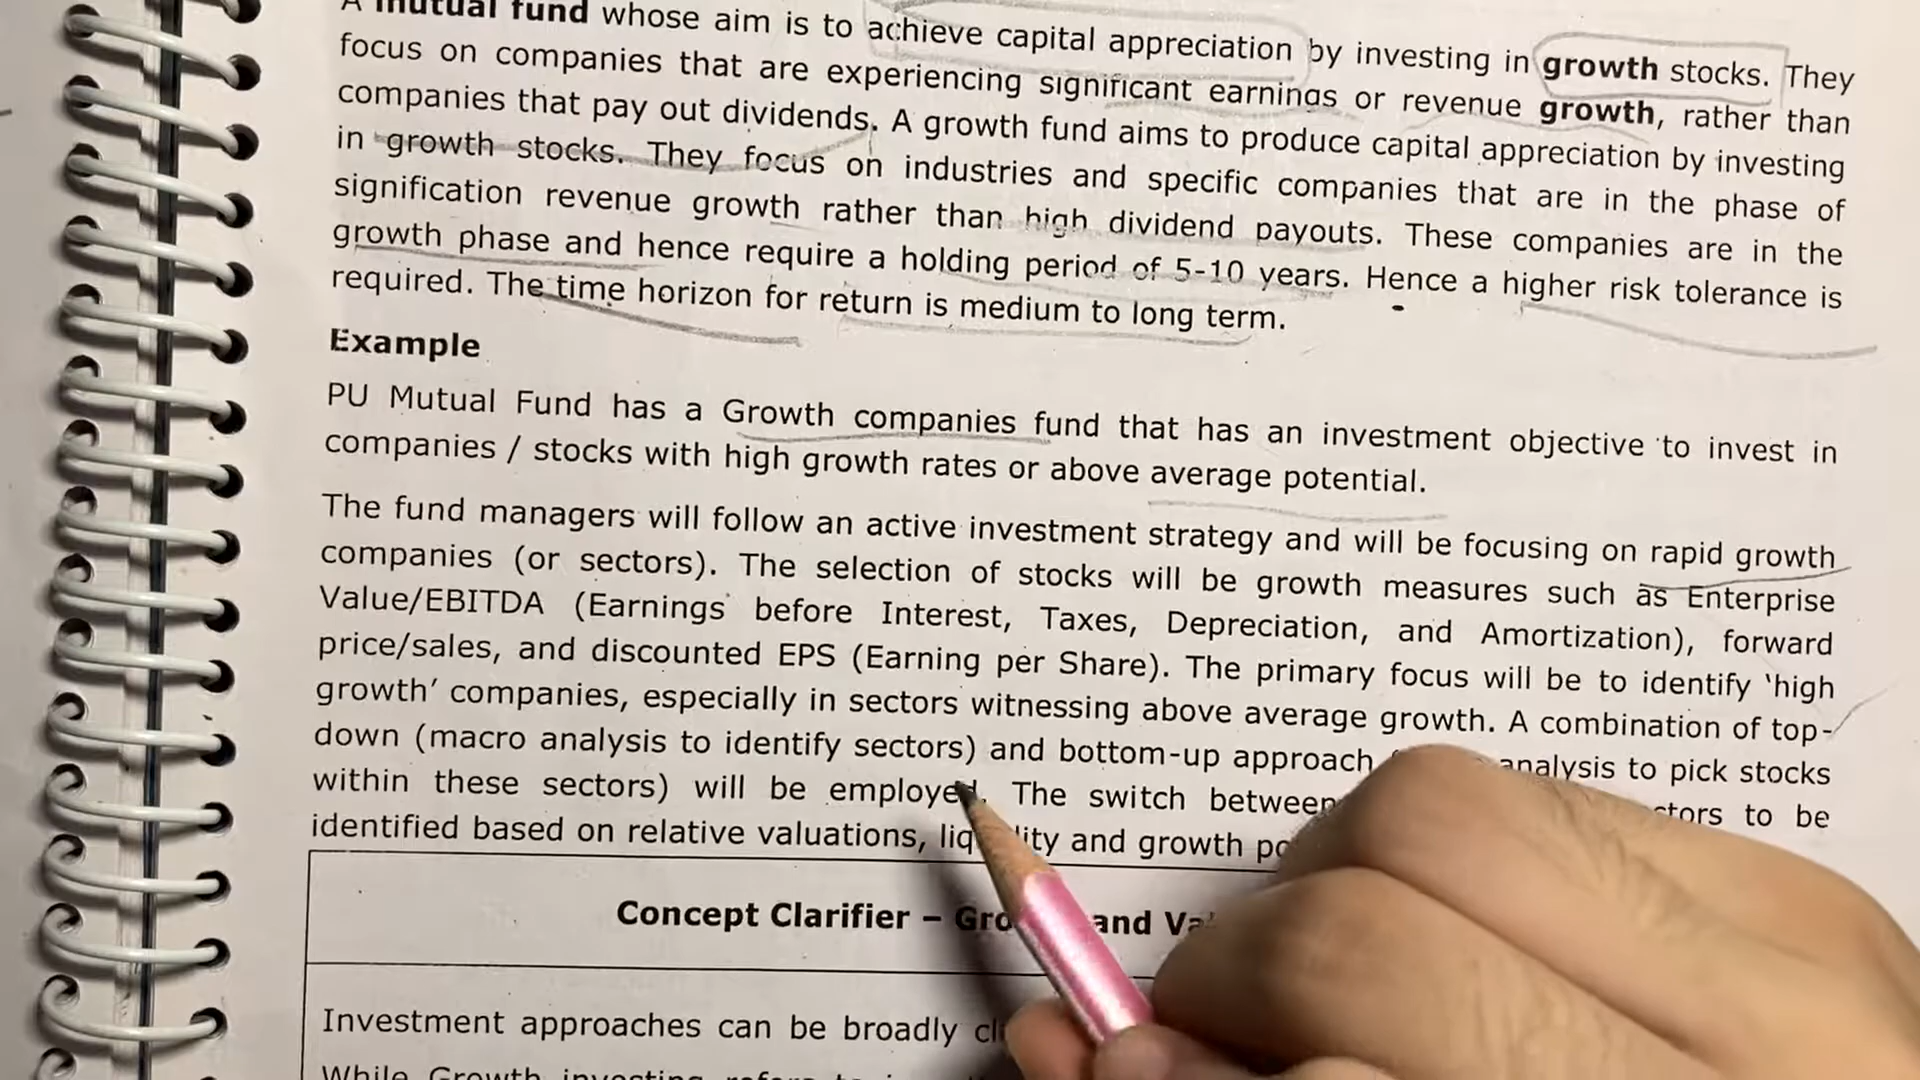 A mutual fund whose aim is to achieve capital appreciation by investing in growth stocks. They
focus on companies that are experiencing significant earnings or revenue growth, rather than
companies that pay out dividends. A growth fund aims to produce capital appreciation by investing
in growth stocks. They focus on industries and specific companies that are in the phase of
signification revenue growth rather than high dividend payouts. These companies are in the
growth phase and hence require a holding period of 5-10 years. Hence a higher risk tolerance is
required. The time horizon for return is medium to long term.
Example
PU Mutual Fund has a Growth companies fund that has an investment objective to invest in
companies / stocks with high growth rates or above average potential.
The fund managers will follow an active investment strategy and will be focusing on rapid growth
companies (or sectors). The selection of stocks will be growth measures such as Enterprise
Value/EBITDA (Earnings before Interest, Taxes, Depreciation, and Amortization), forward
price/sales, and discounted EPS (Earning per Share). The primary focus will be to identify ‘high
growth’ companies, especially in sectors witnessing above average growth. A combination of top-
down (macro analysis to identify sectors) and bottom-up approach analysis to pick stocks
within these sectors) will be employed. The switch between to be
identified based on relative valuations, liquidity and growth
Concept Clarifier – and
Investment approaches can be broadly
While Growth investing